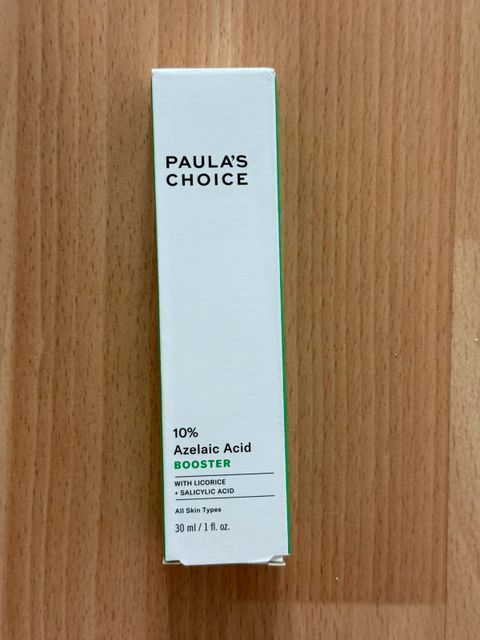 PAULA'S
CHOICE
10%
Azelaic Acid
BOOSTER
WITH LICORICE
+ SALICYLIC ACID
All Skin Types
30 ml / 1 fl. oz.